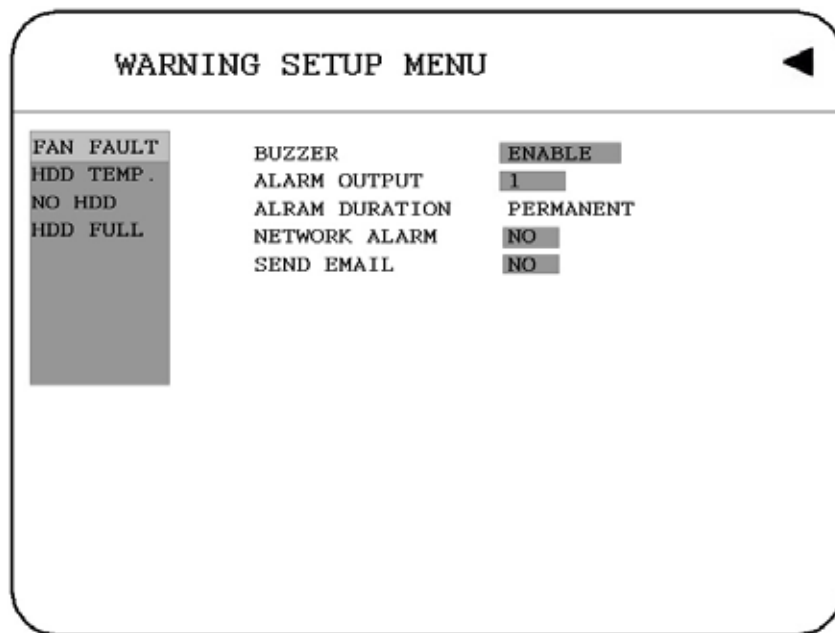 WARNING SETUP MENU
FAN FAULT
HDD TEMP.
NO HDD
HDD FULL
BUZZER ENABLE
ALARM OUTPUT 1
ALRAM DURATION PERMANENT
NETWORK ALARM NO
SEND EMAIL NO